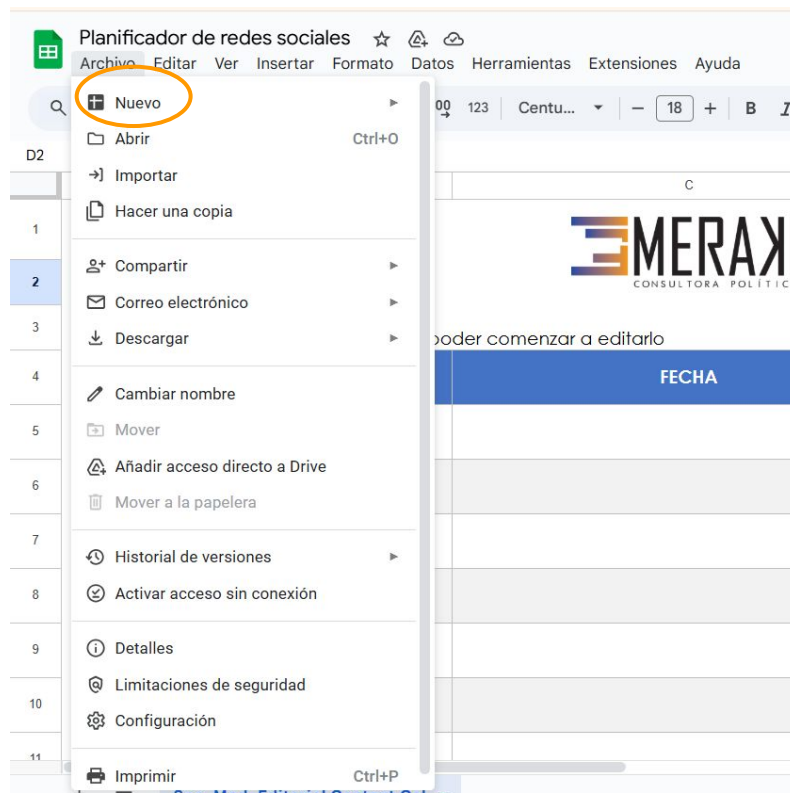 Planificador de redes sociales
Archivo Editar Ver Insertar Formato Datos Herramientas Extensiones Ayuda
Nuevo
00 123 Centu... 18 B I
Abrir Ctrl+O
D2
Importar
C
Hacer una copia
1
MERAK
CONSULTORA POLÍTIC
Compartir
2
Correo electrónico
3
Descargar
poder comenzar a editarlo
4
FECHA
Cambiar nombre
5
Mover
Añadir acceso directo a Drive
6
Mover a la papelera
7
Historial de versiones
8
Activar acceso sin conexión
9
Detalles
Limitaciones de seguridad
10
Configuración
11
Imprimir Ctrl+P